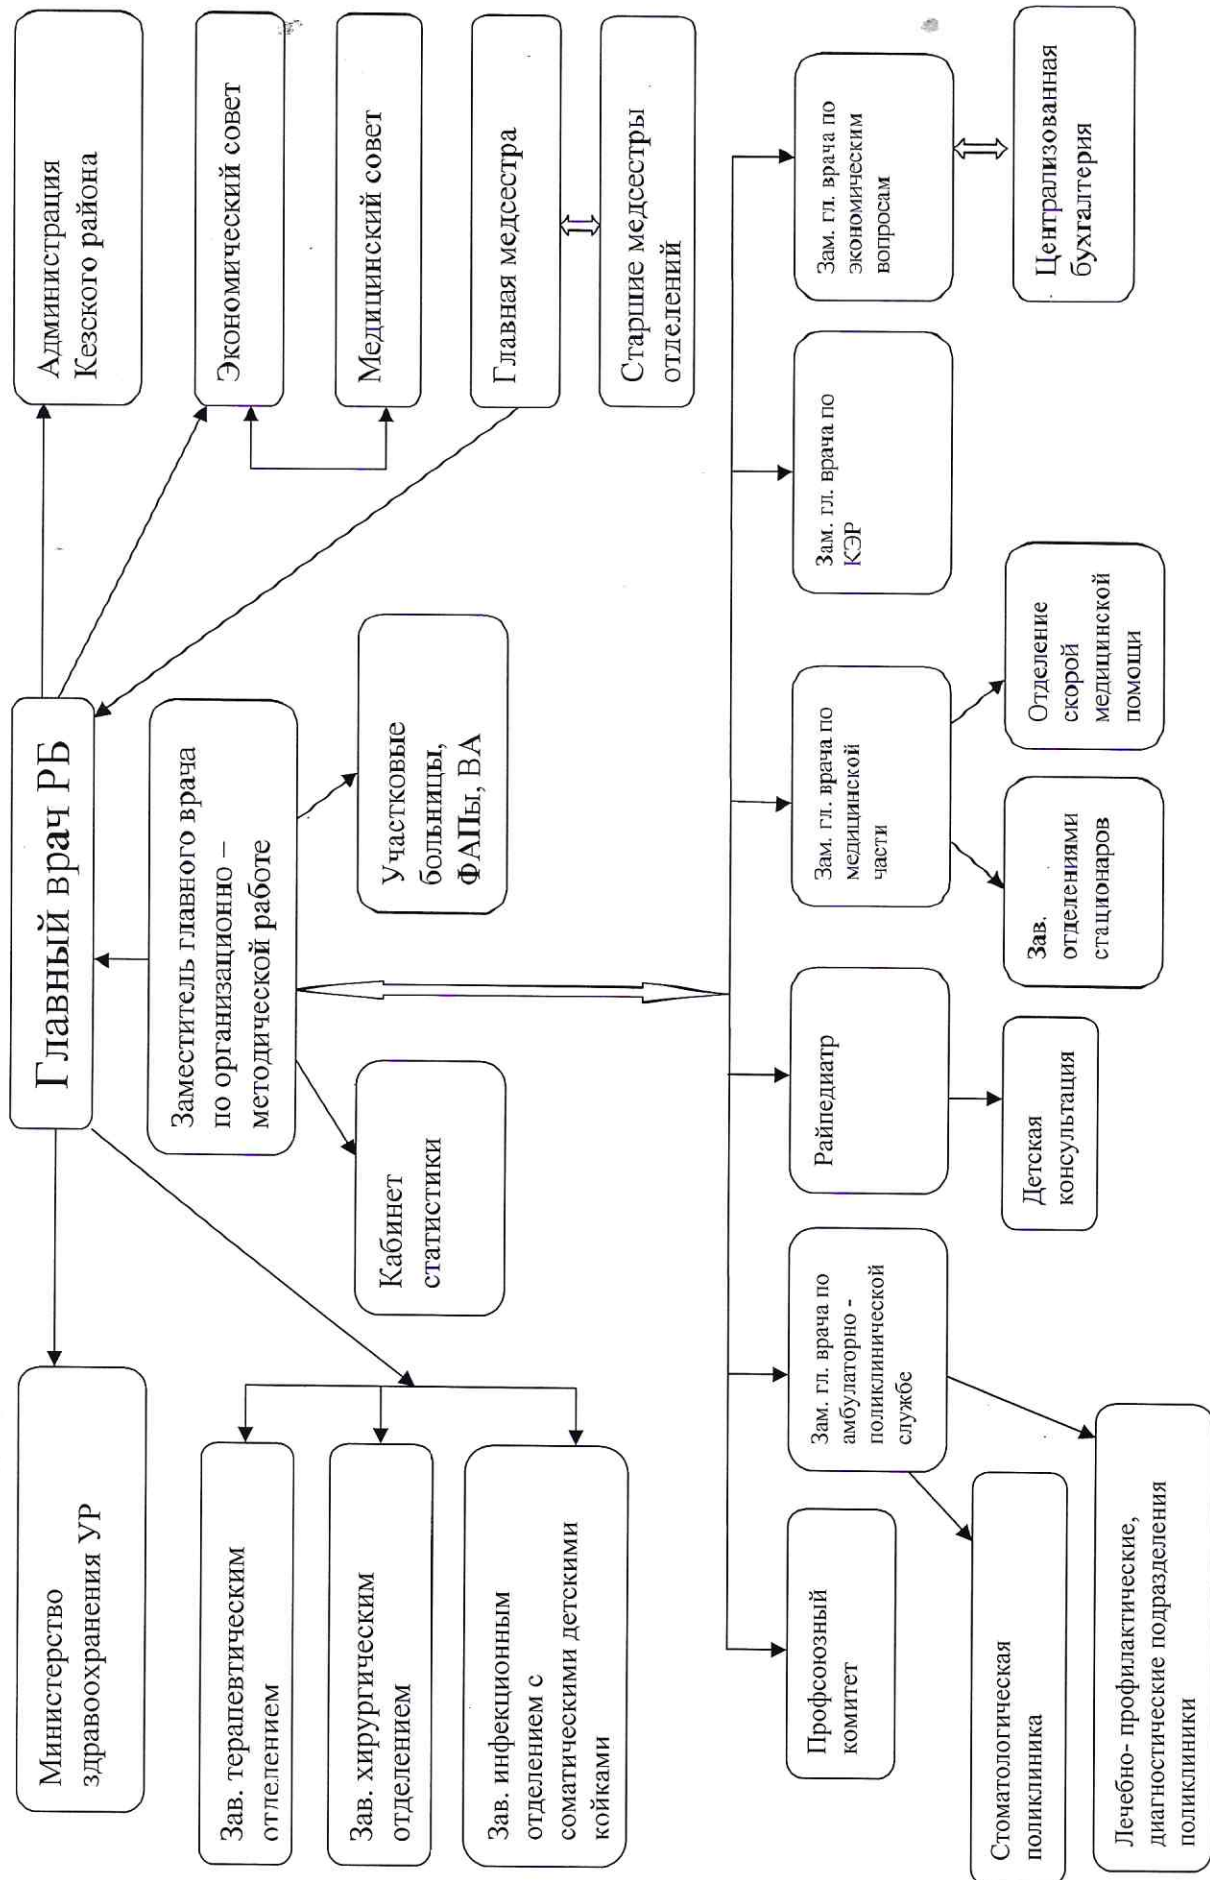 Главный врач РБ
Министерство
здравоохранения УР
Администрация
Кезского района
Заместитель главного врача
по организационно –
методической работе
Зав. терапевтическим
отделением
Экономический совет
Зав. хирургическим
отделением
Кабинет
статистики
Участковые
больницы,
ФАПы, ВА
Медицинский совет
Зав. инфекционным
отделением с
соматическими детскими
койками
Главная медсестра
Старшие медсестры
отделений
Профсоюзный
комитет
Зам. гл. врача по
амбулаторно -
поликлинической
службе
Райпедиатр
Зам. гл. врача по
медицинской
части
Зам. гл. врача по
КЭР
Зам. гл. врача по
экономическим
вопросам
Стоматологическая
поликлиника
Детская
консультация
Зав.
отделениями
стационаров
Отделение
скорой
медицинской
помощи
Централизованная
бухгалтерия
Лечебно- профилактические,
диагностические подразделения
поликлиники